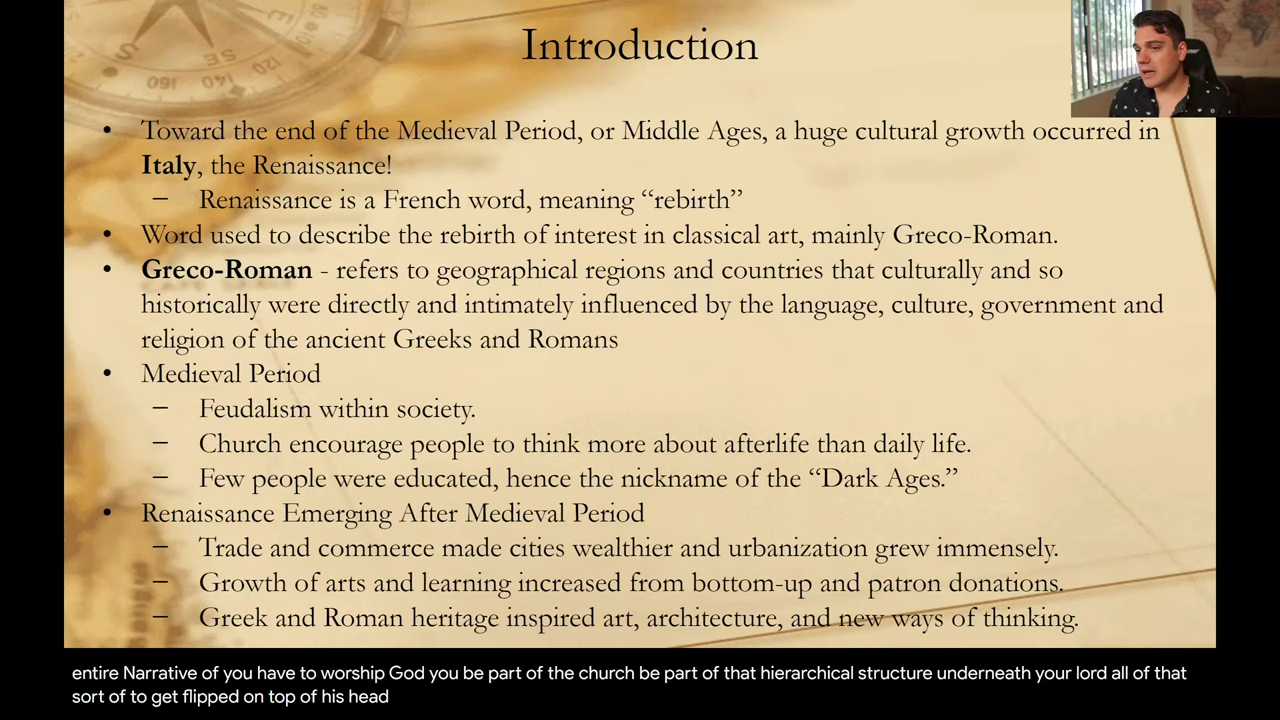 Introduction
• Toward the end of the Medieval Period, or Middle Ages, a huge cultural growth occurred in
Italy, the Renaissance!
– Renaissance is a French word, meaning “rebirth”
• Word used to describe the rebirth of interest in classical art, mainly Greco-Roman.
• Greco-Roman - refers to geographical regions and countries that culturally and so
historically were directly and intimately influenced by the language, culture, government and
religion of the ancient Greeks and Romans
• Medieval Period
– Feudalism within society.
– Church encourage people to think more about afterlife than daily life.
– Few people were educated, hence the nickname of the “Dark Ages.”
• Renaissance Emerging After Medieval Period
– Trade and commerce made cities wealthier and urbanization grew immensely.
– Growth of arts and learning increased from bottom-up and patron donations.
– Greek and Roman heritage inspired art, architecture, and new ways of thinking.
entire Narrative of you have to worship God you be part of the church be part of that hierarchical structure underneath your lord all of that
sort of to get flipped on top of his head
S
SE
E
160
140